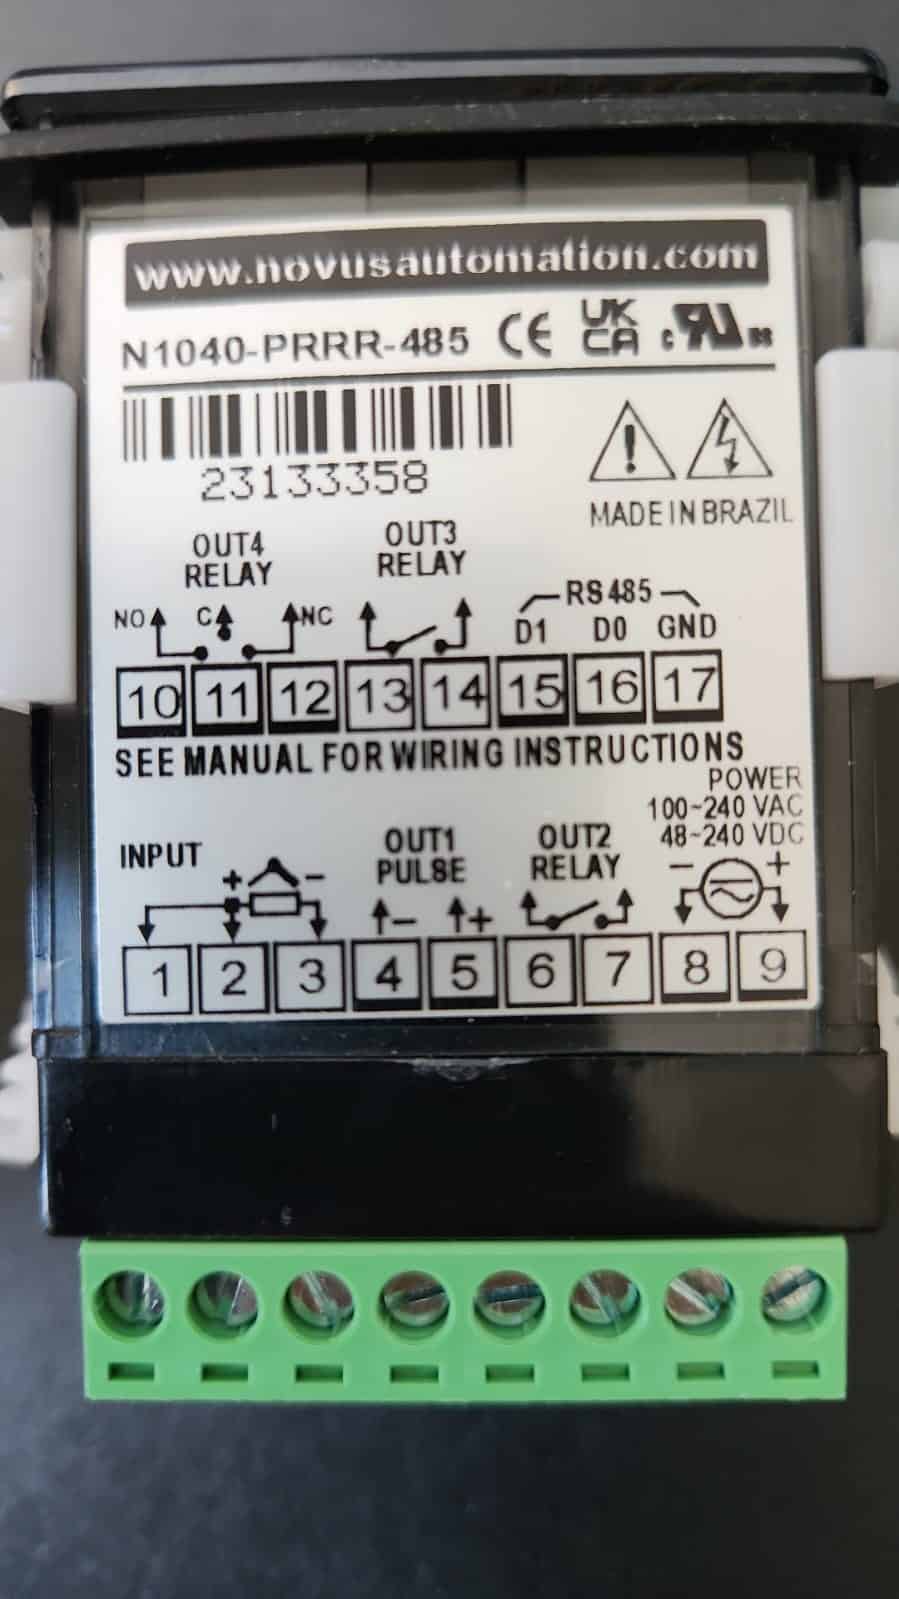 www.novusautomation.com
N1040-PRRR-485 CE UK CA c RU us
23133358
MADE IN BRAZIL
OUT4 RELAY
OUT3 RELAY
RS485
NO C NC D1 D0 GND
10 11 12 13 14 15 16 17
SEE MANUAL FOR WIRING INSTRUCTIONS
POWER
100~240 VAC
48~240 VDC
INPUT
OUT1 PULSE
OUT2 RELAY
+ - - + - +
1 2 3 4 5 6 7 8 9